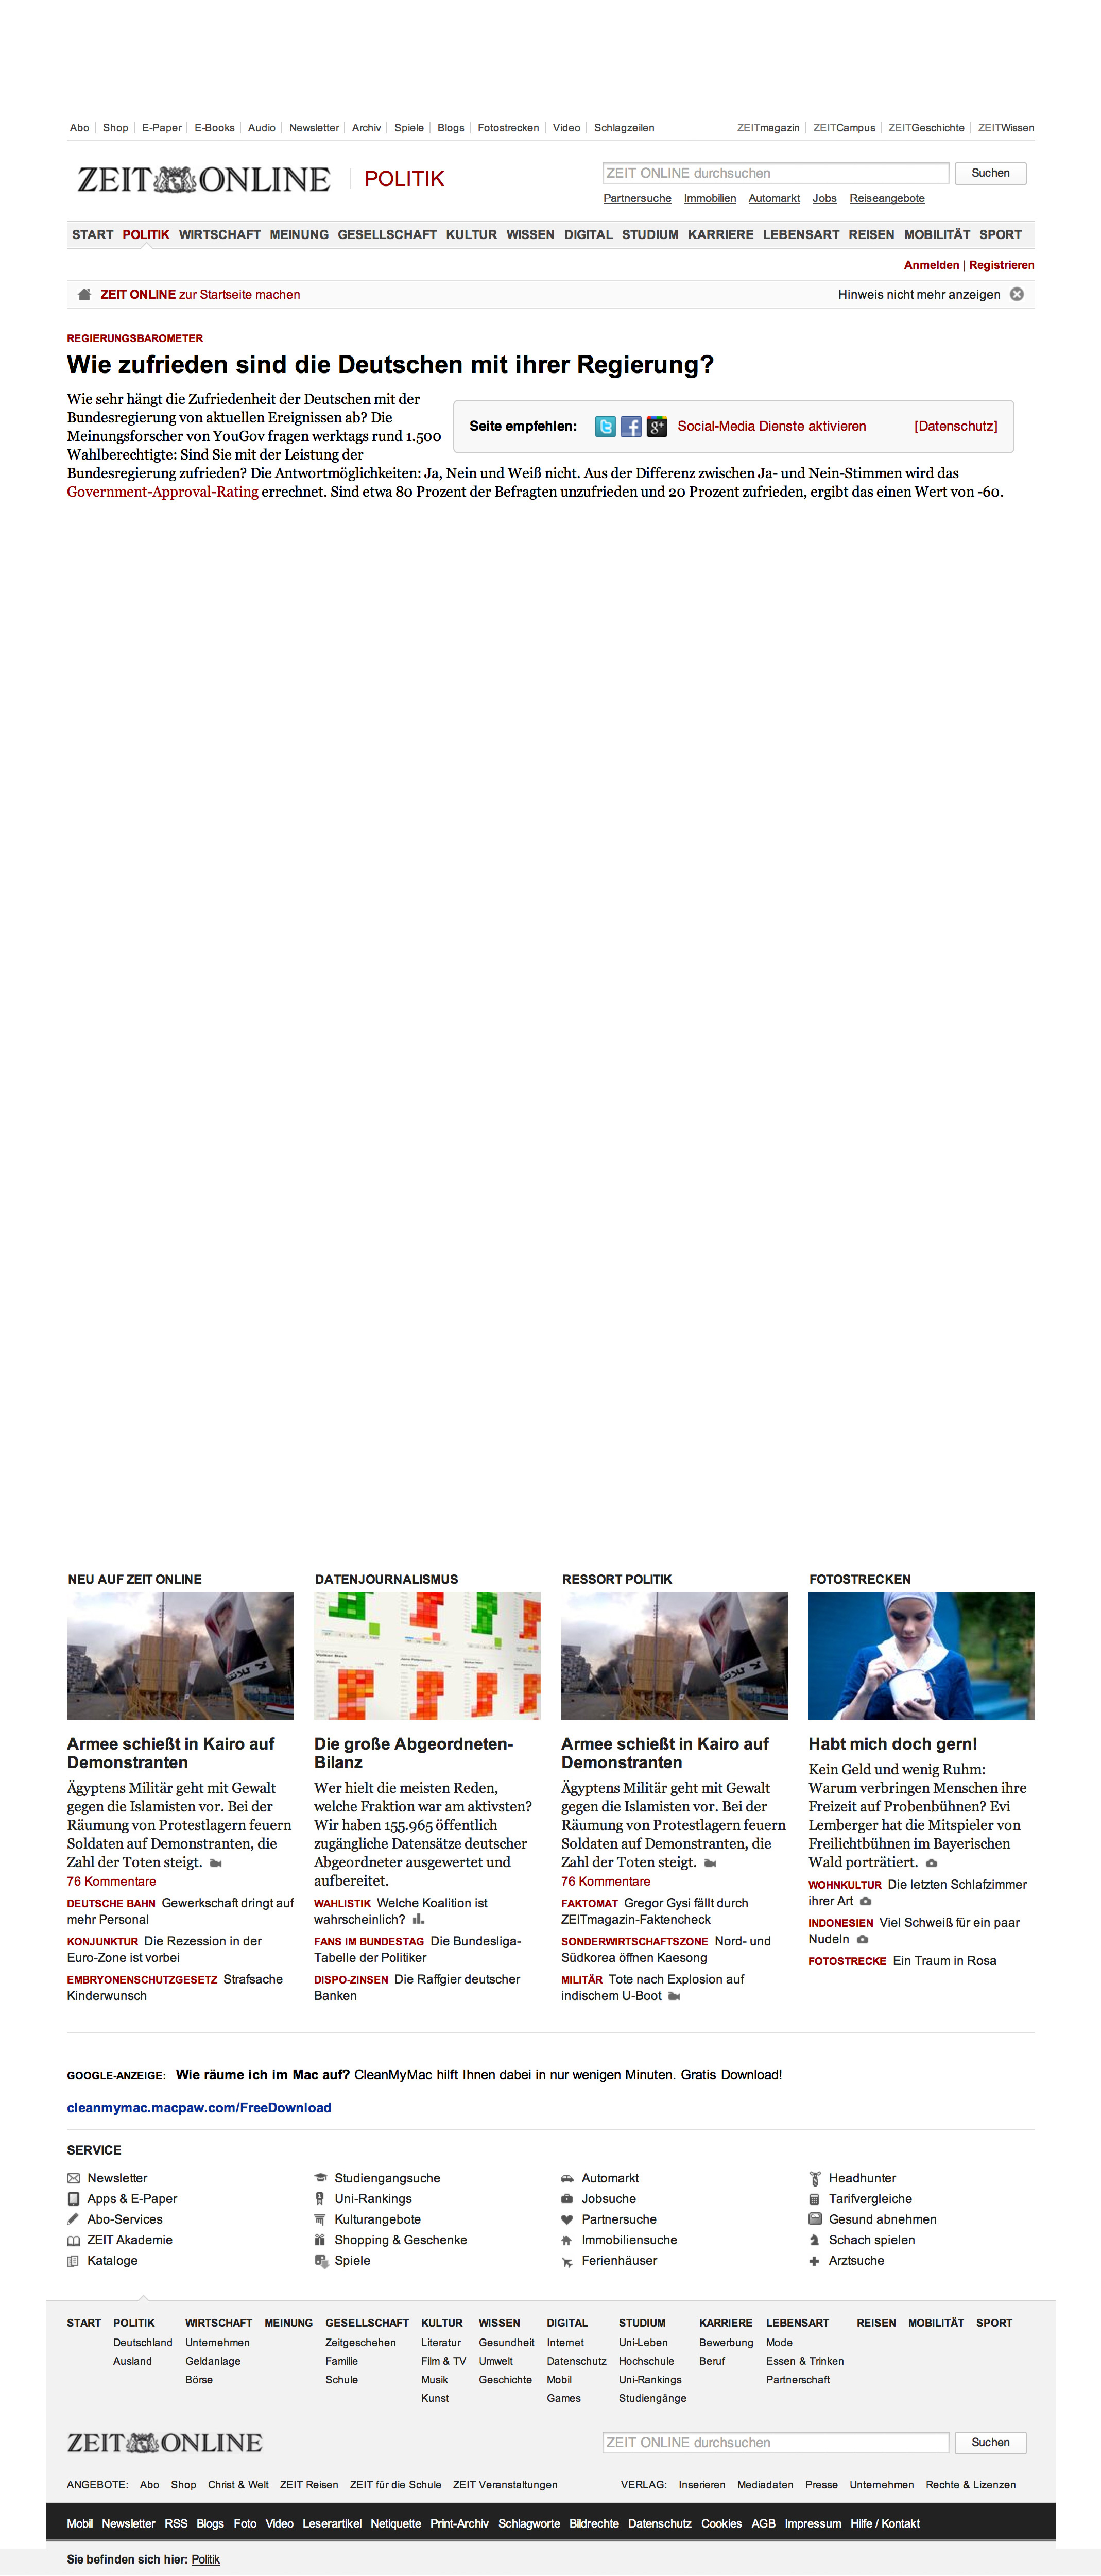 Abo Shop E-Paper E-Books Audio Newsletter Archiv Spiele Blogs Fotostrecken Video Schlagzeilen ZEITmagazin ZEITCampus ZEITGeschichte ZEITWissen
ZEIT ONLINE POLITIK
ZEIT ONLINE durchsuchen Suchen
Partnersuche Immobilien Automarkt Jobs Reiseangebote
START POLITIK WIRTSCHAFT MEINUNG GESELLSCHAFT KULTUR WISSEN DIGITAL STUDIUM KARRIERE LEBENSART REISEN MOBILITÄT SPORT
Anmelden | Registrieren
ZEIT ONLINE zur Startseite machen Hinweis nicht mehr anzeigen
REGIERUNGSBAROMETER
Wie zufrieden sind die Deutschen mit ihrer Regierung?
Wie sehr hängt die Zufriedenheit der Deutschen mit der
Bundesregierung von aktuellen Ereignissen ab? Die
Meinungsforscher von YouGov fragen werktags rund 1.500
Wahlberechtigte: Sind Sie mit der Leistung der
Seite empfehlen: Social-Media Dienste aktivieren [Datenschutz]
Bundesregierung zufrieden? Die Antwortmöglichkeiten: Ja, Nein und Weiß nicht. Aus der Differenz zwischen Ja- und Nein-Stimmen wird das
Government-Approval-Rating errechnet. Sind etwa 80 Prozent der Befragten unzufrieden und 20 Prozent zufrieden, ergibt das einen Wert von -60.
NEU AUF ZEIT ONLINE
Armee schießt in Kairo auf
Demonstranten
Ägyptens Militär geht mit Gewalt
gegen die Islamisten vor. Bei der
Räumung von Protestlagern feuern
Soldaten auf Demonstranten, die
Zahl der Toten steigt.
76 Kommentare
DEUTSCHE BAHN Gewerkschaft dringt auf
mehr Personal
KONJUNKTUR Die Rezession in der
Euro-Zone ist vorbei
EMBRYONENSCHUTZGESETZ Strafsache
Kinderwunsch
DATENJOURNALISMUS
Die große Abgeordneten-
Bilanz
Wer hielt die meisten Reden,
welche Fraktion war am aktivsten?
Wir haben 155.965 öffentlich
zugängliche Datensätze deutscher
Abgeordneter ausgewertet und
aufbereitet.
WAHLISTIK Welche Koalition ist
wahrscheinlich?
FANS IM BUNDESTAG Die Bundesliga-
Tabelle der Politiker
DISPO-ZINSEN Die Raffgier deutscher
Banken
RESSORT POLITIK
Armee schießt in Kairo auf
Demonstranten
Ägyptens Militär geht mit Gewalt
gegen die Islamisten vor. Bei der
Räumung von Protestlagern feuern
Soldaten auf Demonstranten, die
Zahl der Toten steigt.
76 Kommentare
FAKTOMAT Gregor Gysi fällt durch
ZEITmagazin-Faktencheck
SONDERWIRTSCHAFTSZONE Nord- und
Südkorea öffnen Kaesong
MILITÄR Tote nach Explosion auf
indischem U-Boot
FOTOSTRECKEN
Habt mich doch gern!
Kein Geld und wenig Ruhm:
Warum verbringen Menschen ihre
Freizeit auf Probenbühnen? Evi
Lemberger hat die Mitspieler von
Freilichtbühnen im Bayerischen
Wald porträtiert.
WOHNKULTUR Die letzten Schlafzimmer
ihrer Art
INDONESIEN Viel Schweiß für ein paar
Nudeln
FOTOSTRECKE Ein Traum in Rosa
GOOGLE-ANZEIGE: Wie räume ich im Mac auf? CleanMyMac hilft Ihnen dabei in nur wenigen Minuten. Gratis Download!
cleanmymac.macpaw.com/FreeDownload
SERVICE
Newsletter Studiengangsuche Automarkt Headhunter
Apps & E-Paper Uni-Rankings Jobsuche Tarifvergleiche
Abo-Services Kulturangebote Partnersuche Gesund abnehmen
ZEIT Akademie Shopping & Geschenke Immobiliensuche Schach spielen
Kataloge Spiele Ferienhäuser Arztsuche
START POLITIK WIRTSCHAFT MEINUNG GESELLSCHAFT KULTUR WISSEN DIGITAL STUDIUM KARRIERE LEBENSART REISEN MOBILITÄT SPORT
Deutschland Unternehmen Zeitgeschehen Literatur Gesundheit Internet Uni-Leben Bewerbung Mode
Ausland Geldanlage Familie Film & TV Umwelt Datenschutz Hochschule Beruf Essen & Trinken
Börse Schule Musik Geschichte Mobil Uni-Rankings Partnerschaft
Kunst Games Studiengänge
ZEIT ONLINE
ZEIT ONLINE durchsuchen Suchen
ANGEBOTE: Abo Shop Christ & Welt ZEIT Reisen ZEIT für die Schule ZEIT Veranstaltungen VERLAG: Inserieren Mediadaten Presse Unternehmen Rechte & Lizenzen
Mobil Newsletter RSS Blogs Foto Video Leserartikel Netiquette Print-Archiv Schlagworte Bildrechte Datenschutz Cookies AGB Impressum Hilfe / Kontakt
Sie befinden sich hier: Politik